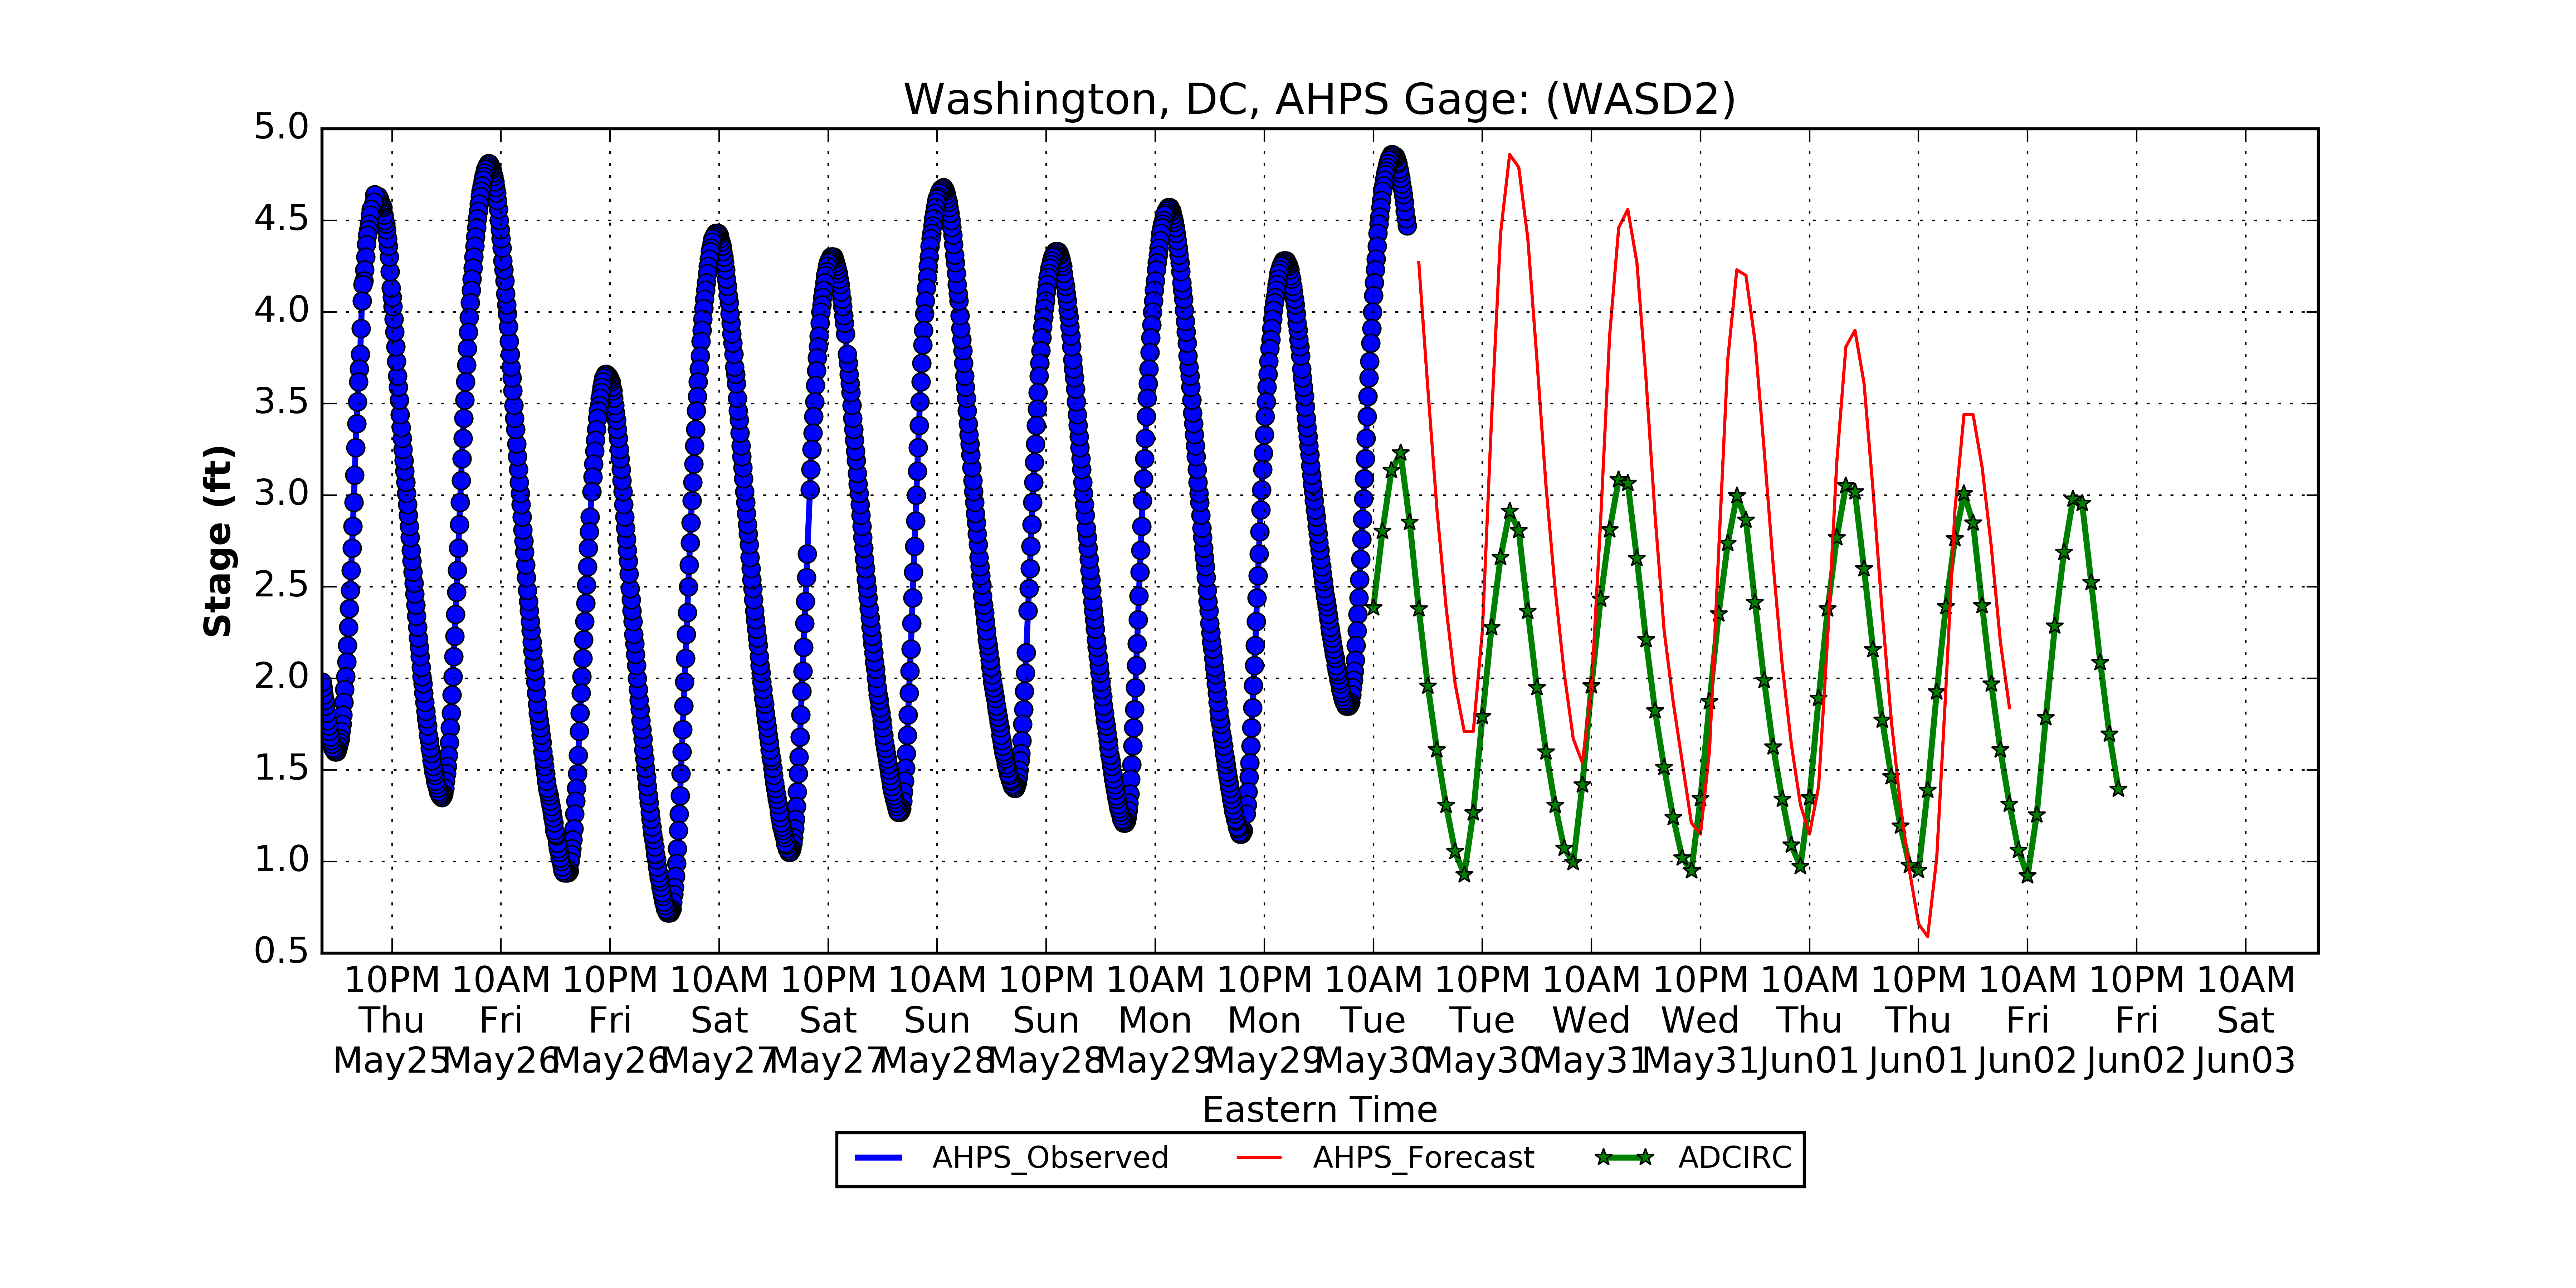 Washington, DC, AHPS Gage: (WASD2)
5.0
4.5
4.0
3.5
3.0
2.5
2.0
1.5
1.0
0.5
Stage (ft)
10PM 10AM 10PM 10AM 10PM 10AM 10PM 10AM 10PM 10AM 10PM 10AM 10PM 10AM 10PM 10AM 10PM 10AM
Thu Fri Fri Sat Sat Sun Sun Mon Mon Tue Tue Wed Wed Thu Thu Fri Fri Sat
May25 May26 May26 May27 May27 May28 May28 May29 May29 May30 May30 May31 May31 Jun01 Jun01 Jun02 Jun02 Jun03
Eastern Time
AHPS_Observed AHPS_Forecast ADCIRC